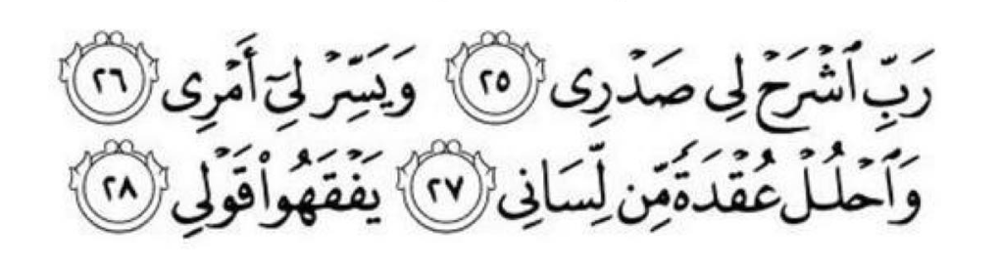 رَبِّ ٱشۡرَحۡ لِي صَدۡرِي ٢٥ وَيَسِّرۡ لِيٓ أَمۡرِي ٢٦
وَٱحۡلُلۡ عُقۡدَةٗ مِّن لِّسَانِي ٢٧ يَفۡقَهُواْ قَوۡلِي ٢٨